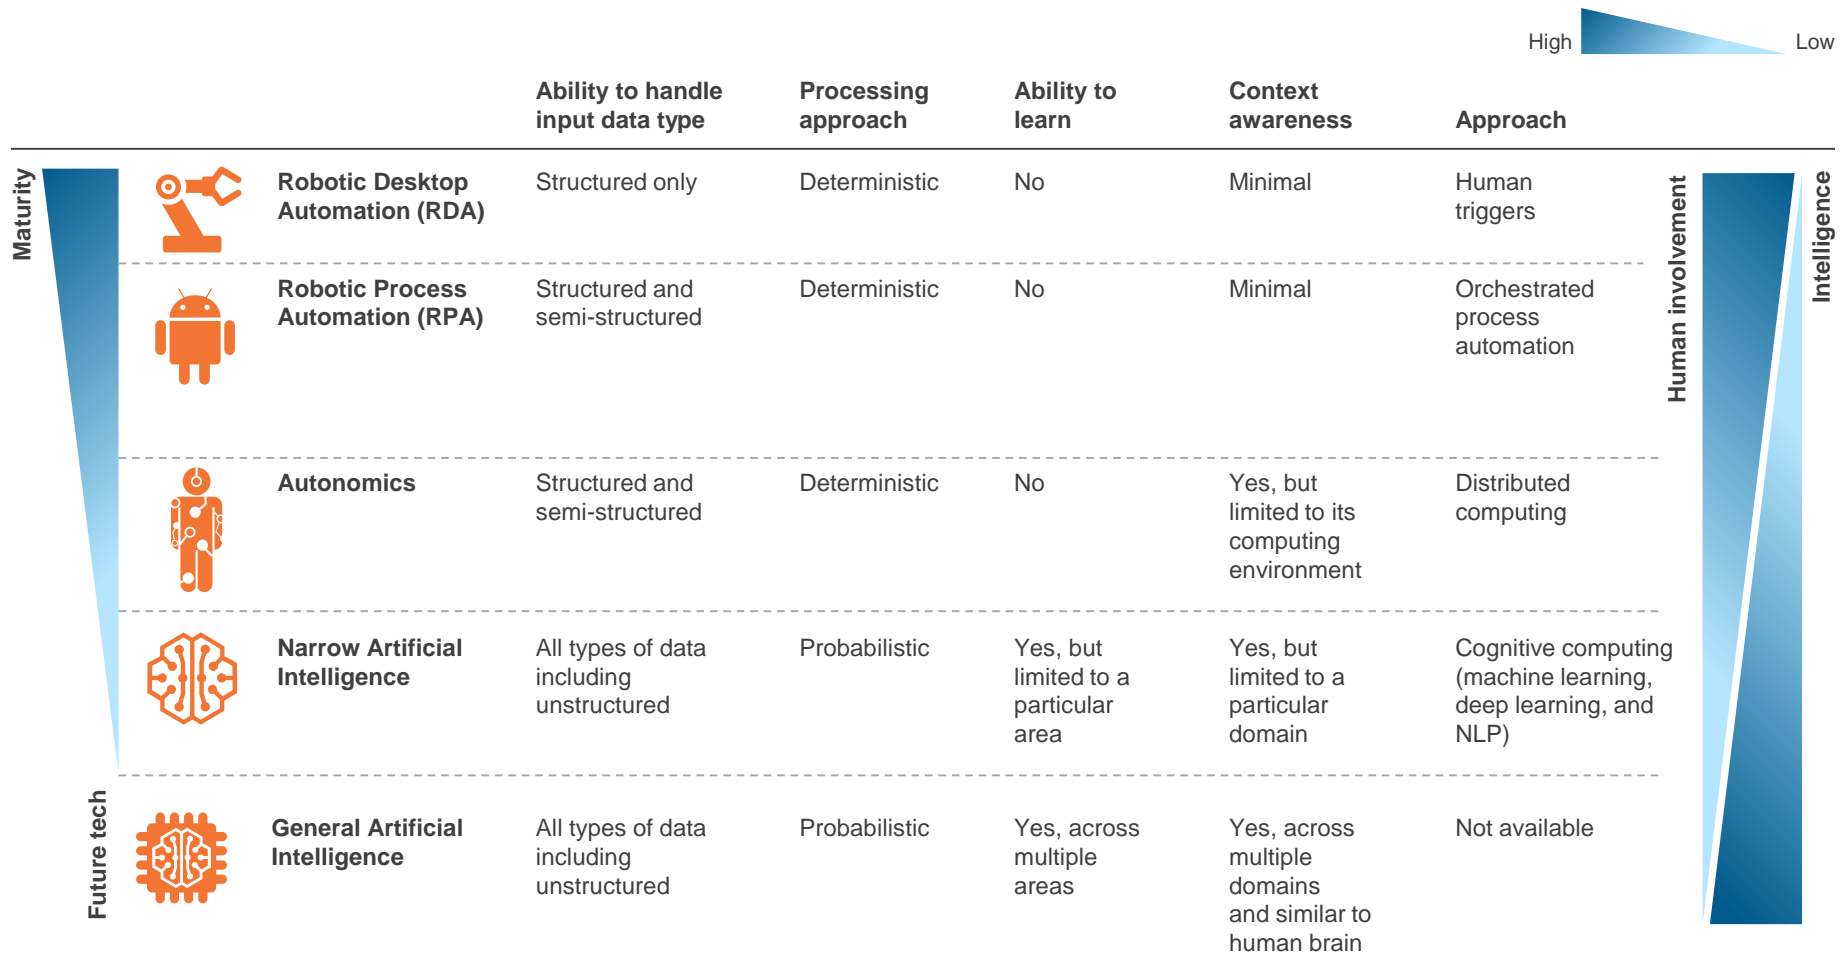 High
Low
Ability to handle
input data type
Processing
approach
Ability to
learn
Context
awareness
Approach
Maturity
Robotic Desktop
Automation (RDA)
Structured only
Deterministic
No
Minimal
Human
triggers
Human involvement
Intelligence
Robotic Process
Automation (RPA)
Structured and
semi-structured
Deterministic
No
Minimal
Orchestrated
process
automation
Autonomics
Structured and
semi-structured
Deterministic
No
Yes, but
limited to its
computing
environment
Distributed
computing
Narrow Artificial
Intelligence
All types of data
including
unstructured
Probabilistic
Yes, but
limited to a
particular
area
Yes, but
limited to a
particular
domain
Cognitive computing
(machine learning,
deep learning, and
NLP)
Future tech
General Artificial
Intelligence
All types of data
including
unstructured
Probabilistic
Yes, across
multiple
areas
Yes, across
multiple
domains
and similar to
human brain
Not available